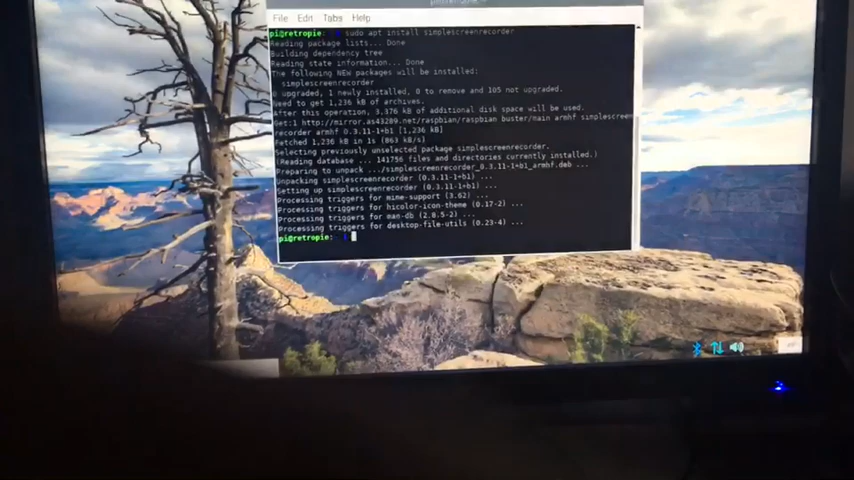 File Edit Tabs Help
pi@retropie: sudo apt install simplescreenrecorder
Reading package lists... Done
Building dependency tree
Reading state information... Done
The following NEW packages will be installed:
simplescreenrecorder
0 upgraded, 1 newly installed, 0 to remove and 105 not upgraded.
Need to get 1,236 kB of archives.
After this operation, 3,376 kB of additional disk space will be used.
Get:1 http://mirror.as43289.net/raspbian/raspbian buster/main armhf simplescreen
recorder armhf 0.3.11-1+b1 [1,236 kB]
Fetched 1,236 kB in 1s (863 kB/s)
Selecting previously unselected package simplescreenrecorder.
(Reading database ... 141756 files and directories currently installed.)
Preparing to unpack .../simplescreenrecorder_0.3.11-1+b1_armhf.deb ...
Unpacking simplescreenrecorder (0.3.11-1+b1) ...
Setting up simplescreenrecorder (0.3.11-1+b1) ...
Processing triggers for mime-support (3.62) ...
Processing triggers for hicolor-icon-theme (0.17-2) ...
Processing triggers for man-db (2.8.5-2) ...
Processing triggers for desktop-file-utils (0.23-4) ...
pi@retropie: